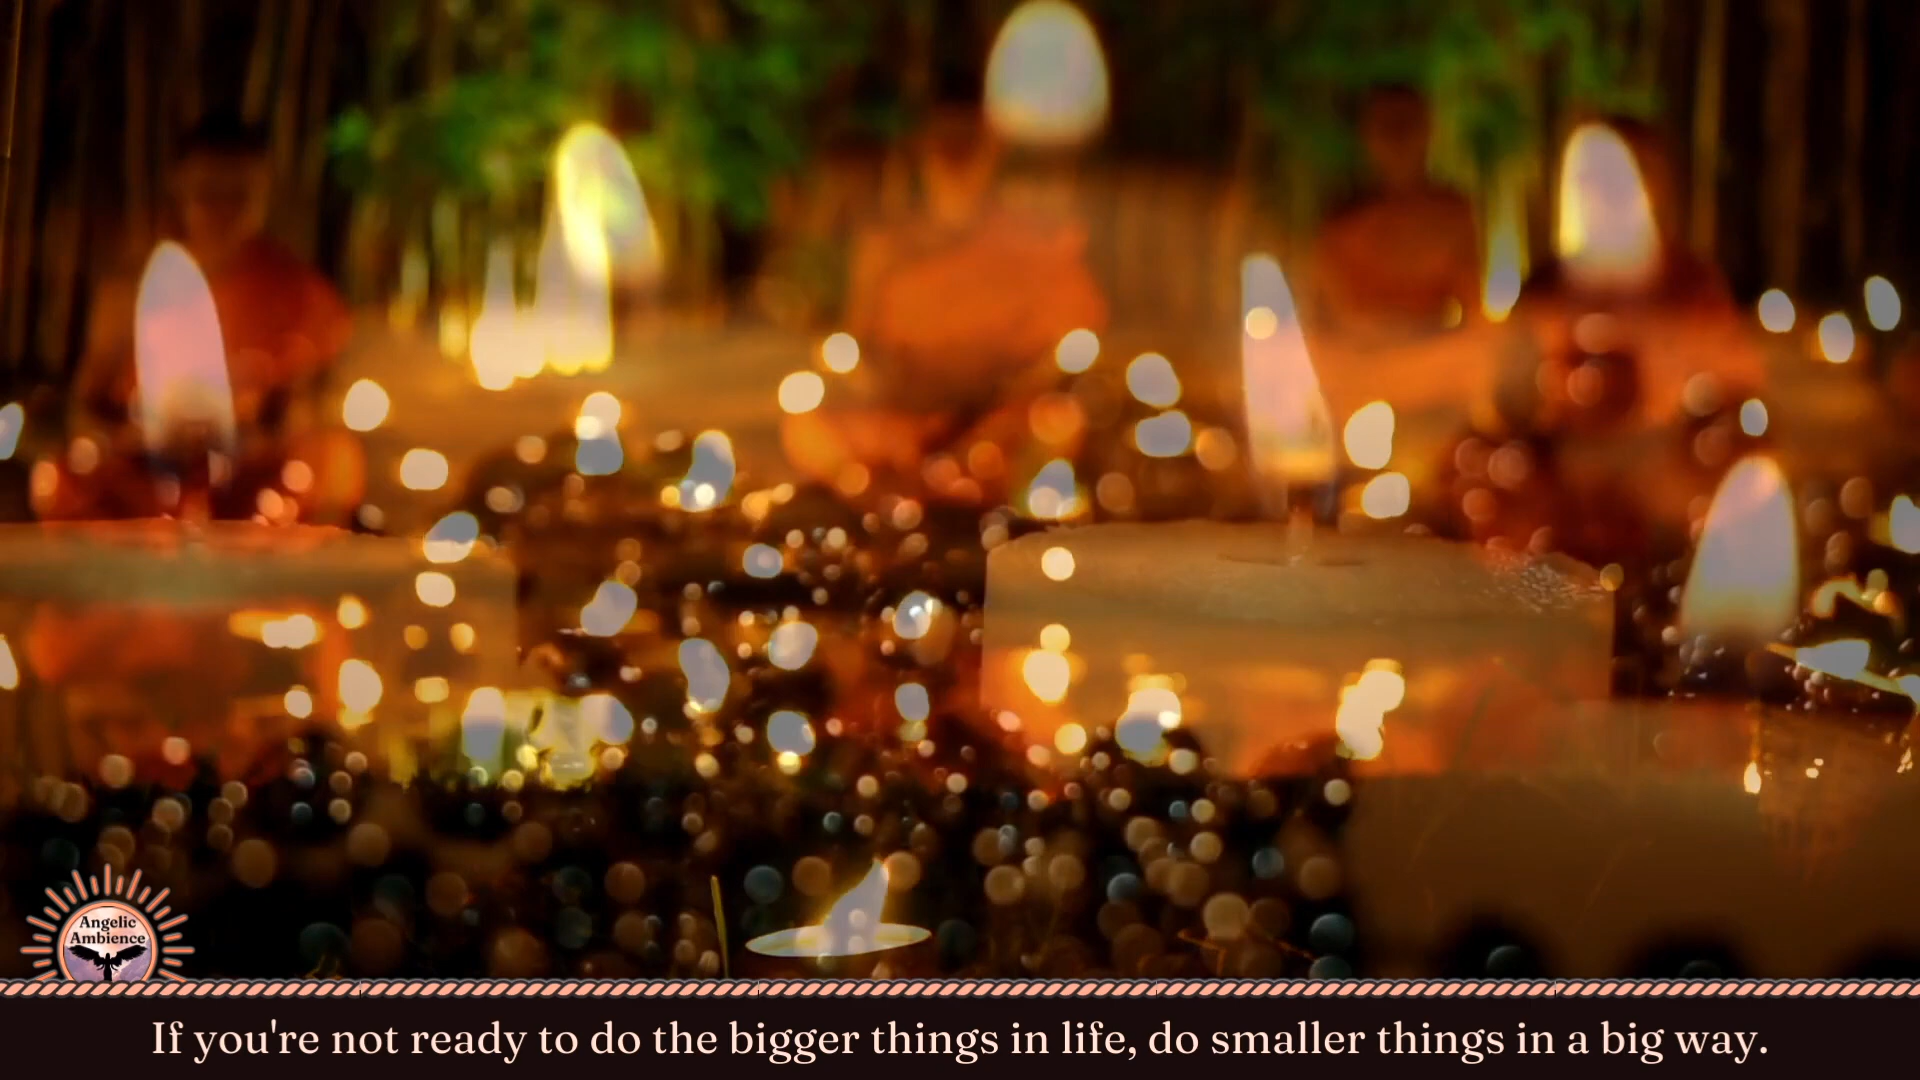 Angelic
Ambience
If you're not ready to do the bigger things in life, do smaller things in a big way.